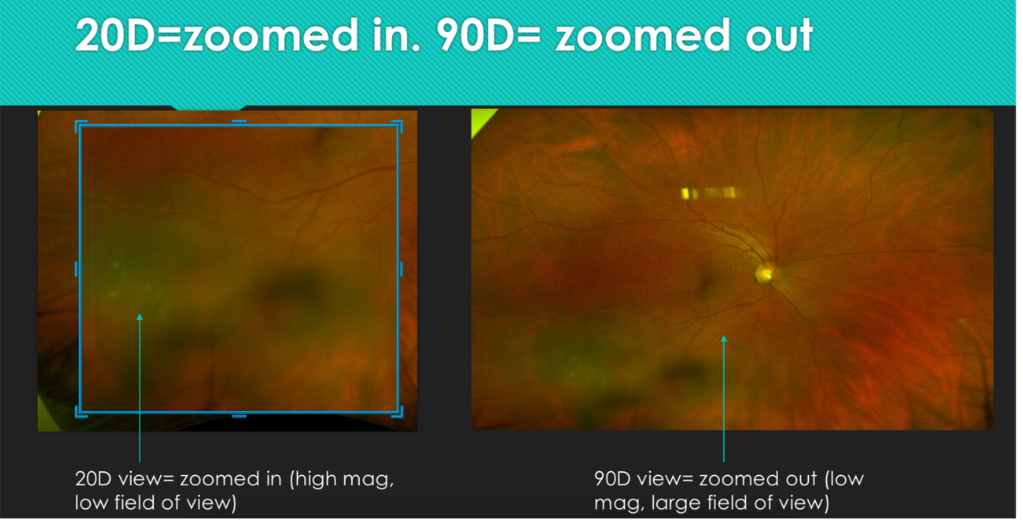 20D=zoomed in. 90D= zoomed out
20D view= zoomed in (high mag,
low field of view)
90D view= zoomed out (low
mag, large field of view)